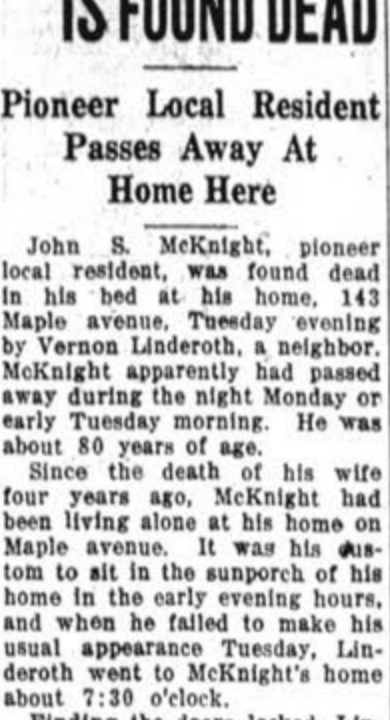 IS FOUND DEAD
Pioneer Local Resident
Passes Away At
Home Here
John S. McKnight, pioneer
local resident, was found dead
in his bed at his home, 143
Maple avenue, Tuesday evening
by Vernon Linderoth, a neighbor.
McKnight apparently had passed
away during the night Monday or
early Tuesday morning. He was
about 80 years of age.
Since the death of his wife
four years ago, McKnight had
been living alone at his home on
Maple avenue. It was his cus-
tom to sit in the sunporch of his
home in the early evening hours,
and when he failed to make his
usual appearance Tuesday, Lin-
deroth went to McKnight's home
about 7:30 o'clock.
Finding the doors locked, Lin-